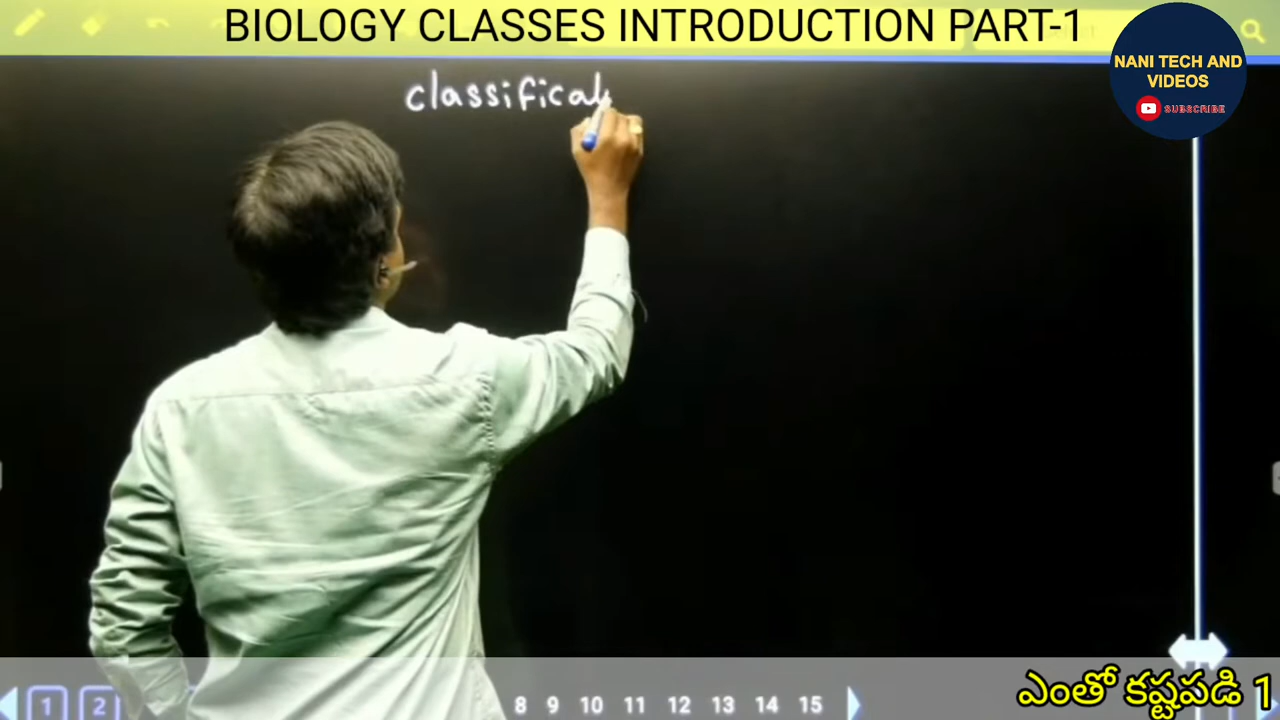 BIOLOGY CLASSES INTRODUCTION PART-1
NANI TECH AND
VIDEOS
SUBSCRIBE
classificat
1 2 8 9 10 11 12 13 14 15
ఎంతో కష్టపడి 1